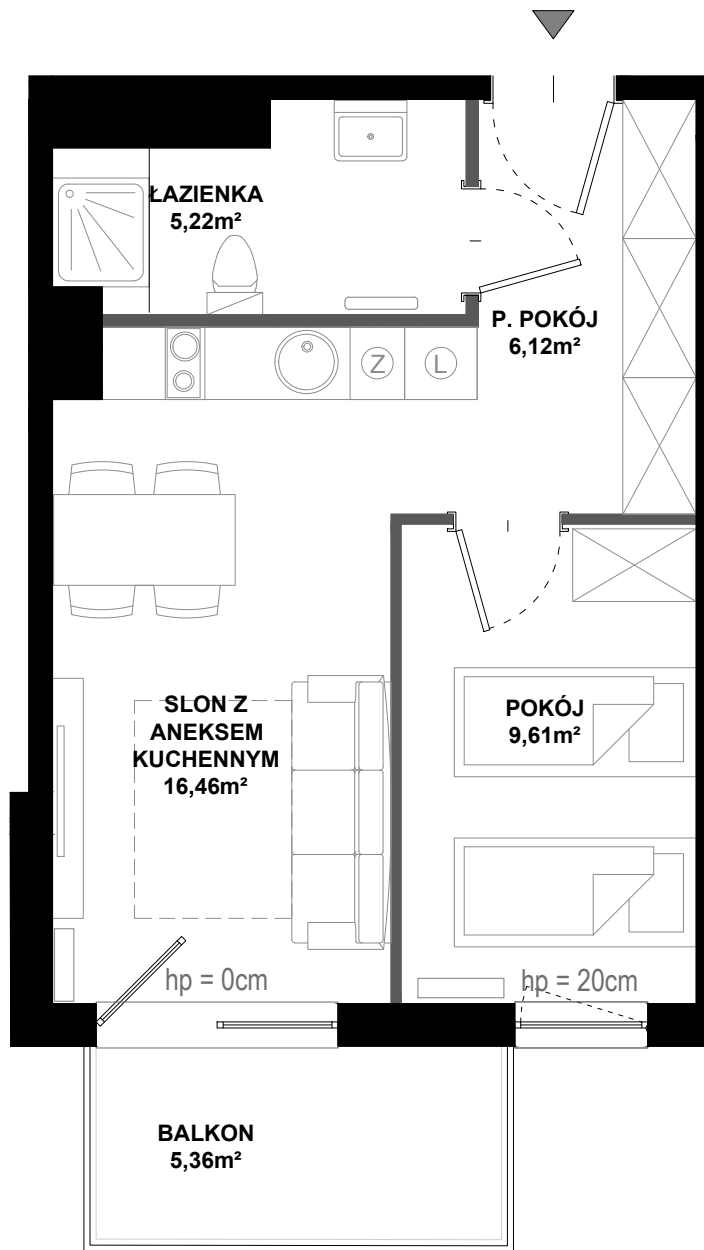 ŁAZIENKA
5,22m²
P. POKÓJ
6,12m²
Z
L
SLON Z
ANEKSEM
KUCHENNYM
16,46m²
POKÓJ
9,61m²
hp = 0cm
hp = 20cm
BALKON
5,36m²